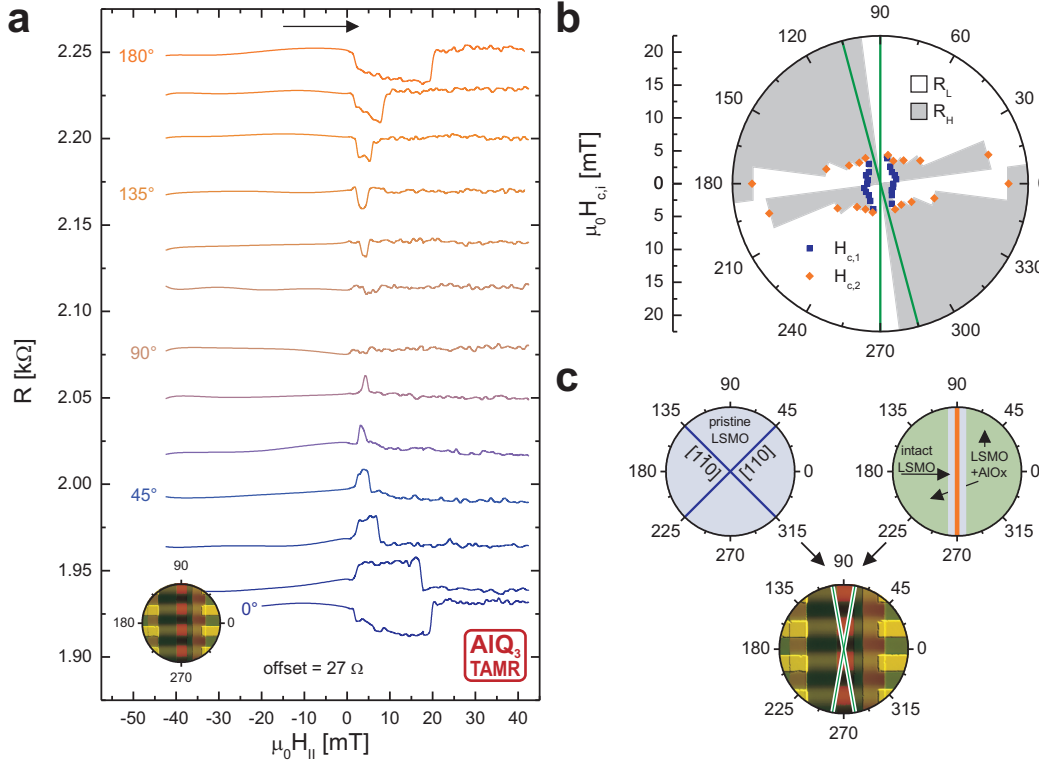 a
R [kΩ]
2.25
2.20
2.15
2.10
2.05
2.00
1.95
1.90
180°
135°
90°
45°
0°
90
180
0
270
offset = 27 Ω
AlQ3
TAMR
-50 -40 -30 -20 -10 0 10 20 30 40
μ0HII [mT]
b
μ0Hc,i [mT]
20
15
10
5
0
5
10
15
20
90
120 60
150 30
180 0
210 330
240 300
270
RL
RH
Hc,1
Hc,2
c
90
135 45
pristine
LSMO
[11̄0] [110]
180 0
225 315
270
90
135 45
intact
LSMO
LSMO
+AlOx
180 0
225 315
270
90
135 45
180 0
225 315
270